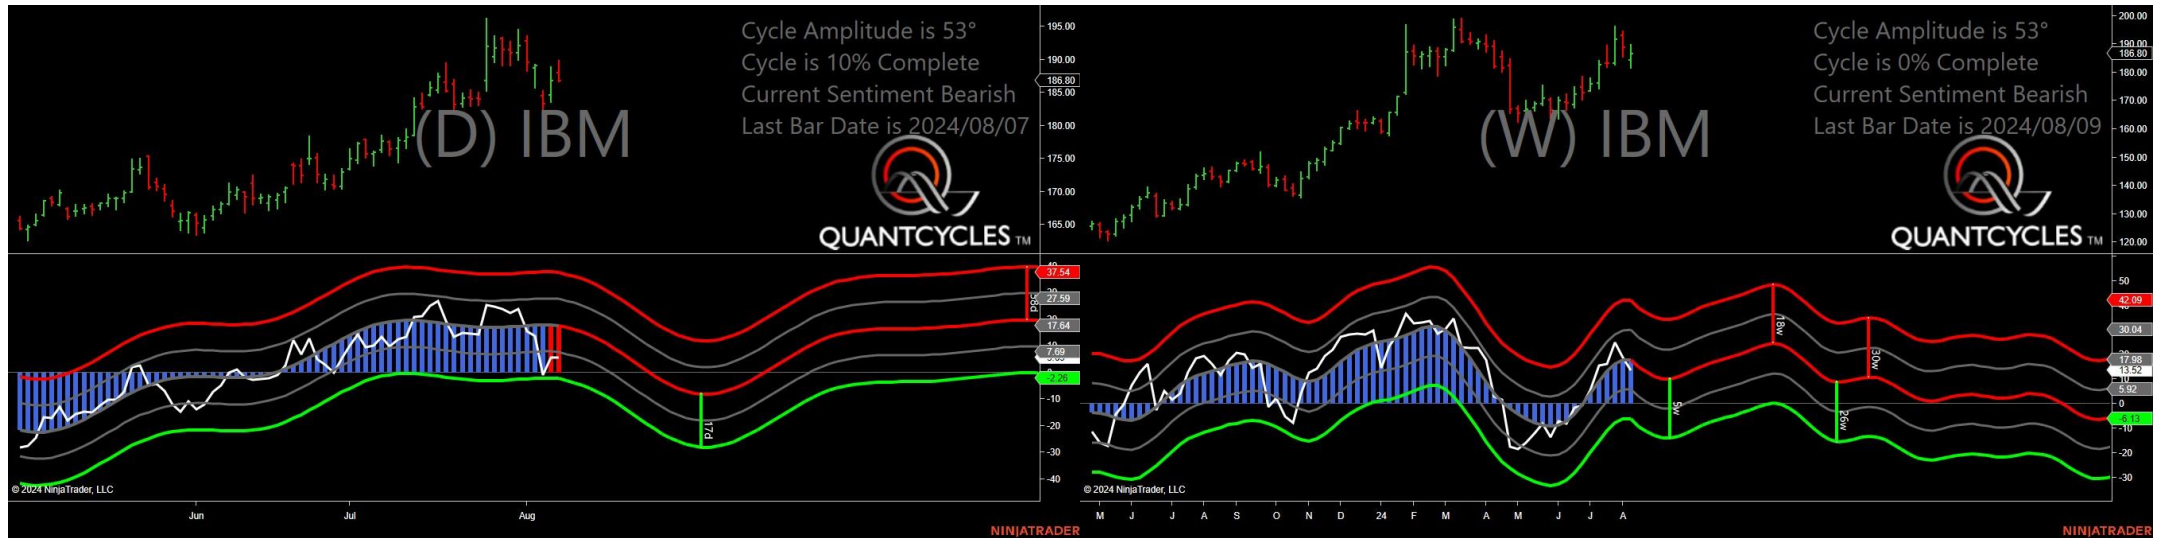 Cycle Amplitude is 53°
Cycle is 10% Complete
Current Sentiment Bearish
Last Bar Date is 2024/08/07
(D) IBM
QUANTCYCLES TM
195.00
190.00
186.80
185.00
180.00
175.00
170.00
165.00
37.54
27.59
17.64
7.69
-2.26
-10
-20
-30
-40
17d
© 2024 NinjaTrader, LLC
Jun Jul Aug
NINJATRADER
Cycle Amplitude is 53°
Cycle is 0% Complete
Current Sentiment Bearish
Last Bar Date is 2024/08/09
(W) IBM
QUANTCYCLES TM
200.00
190.00
186.80
180.00
170.00
160.00
150.00
140.00
130.00
120.00
50
42.09
30.04
17.98
13.52
10
5.92
0
-6.13
-10
-20
-30
9w
18w
26w
30w
© 2024 NinjaTrader, LLC
M J J A S O N D 24 F M A M J J A
NINJATRADER